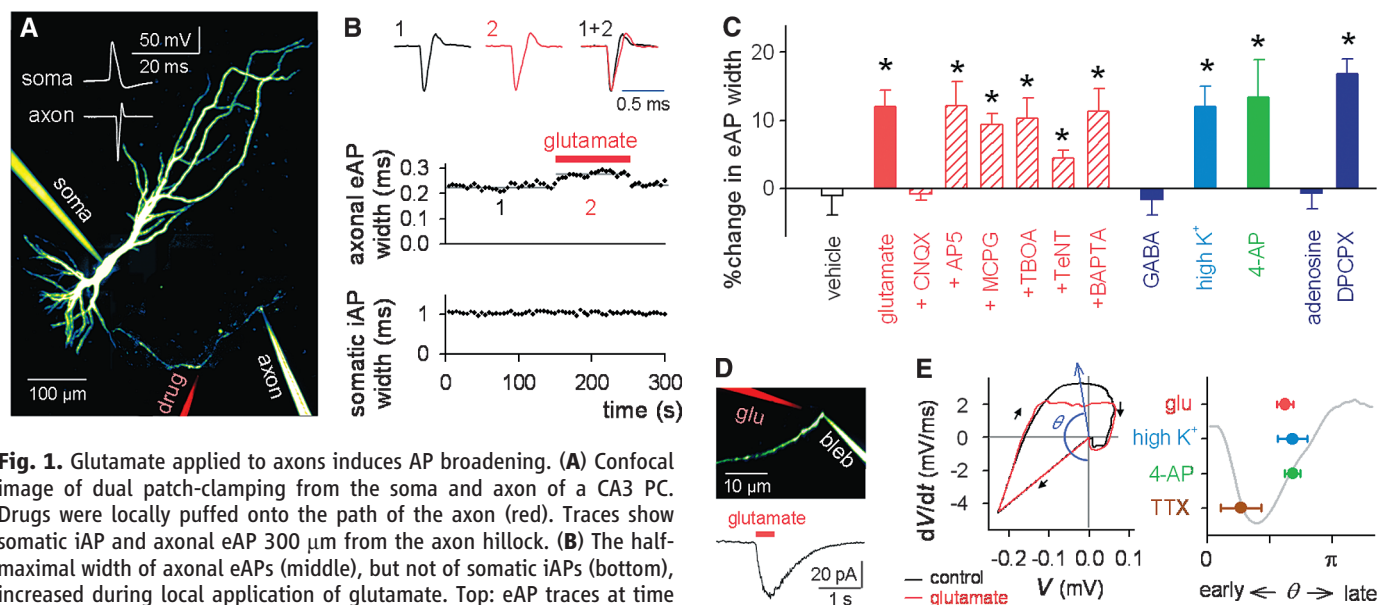 A
50 mV
20 ms
soma
axon
soma
100 µm
drug
axon
B
1
2
1+2
0.5 ms
glutamate
axonal eAP
width (ms)
0.3
0.2
0.1
0.0
1
2
somatic iAP
width (ms)
1
0
0
100
200
300
time (s)
C
%change in eAP width
20
10
0
*
*
*
*
*
*
*
*
*
vehicle
glutamate
+ CNQX
+ AP5
+ MCPG
+TBOA
+ TeNT
+BAPTA
GABA
high K⁺
4-AP
adenosine
DPCPX
D
glu
bleb
10 µm
glutamate
20 pA
1 s
E
dV/dt (mV/ms)
2
0
-2
-4
θ
-0.2
-0.1
0.0
0.1
V (mV)
control
glutamate
glu
high K⁺
4-AP
TTX
0
π
early ← θ → late
Fig. 1. Glutamate applied to axons induces AP broadening. (A) Confocal
image of dual patch-clamping from the soma and axon of a CA3 PC.
Drugs were locally puffed onto the path of the axon (red). Traces show
somatic iAP and axonal eAP 300 µm from the axon hillock. (B) The half-
maximal width of axonal eAPs (middle), but not of somatic iAPs (bottom),
increased during local application of glutamate. Top: eAP traces at time